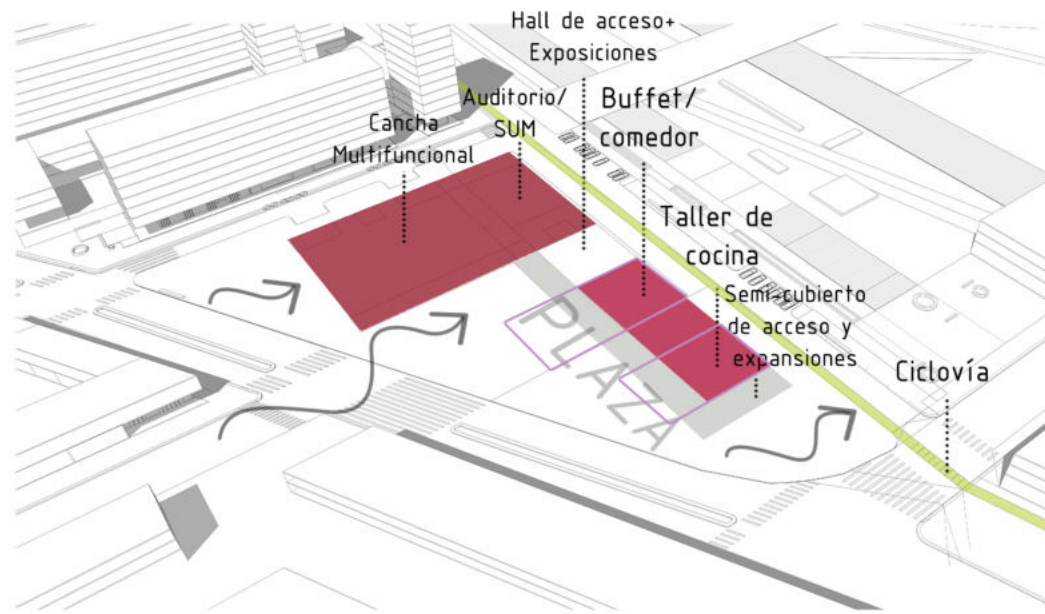 Hall de acceso+
Exposiciones
Auditorio/
SUM
Cancha
Multifuncional
Buffet/
comedor
Taller de
cocina
Semi-cubierto
de acceso y
expansiones
Ciclovía
PLAZA